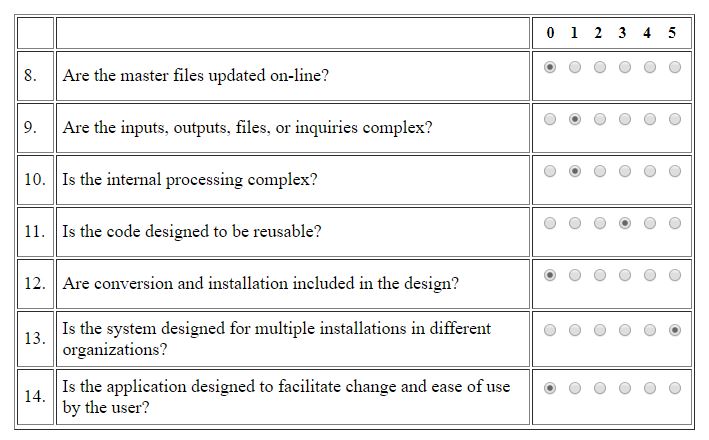 0 1 2 3 4 5
8. Are the master files updated on-line?
9. Are the inputs, outputs, files, or inquiries complex?
10. Is the internal processing complex?
11. Is the code designed to be reusable?
12. Are conversion and installation included in the design?
13. Is the system designed for multiple installations in different
organizations?
14. Is the application designed to facilitate change and ease of use
by the user?